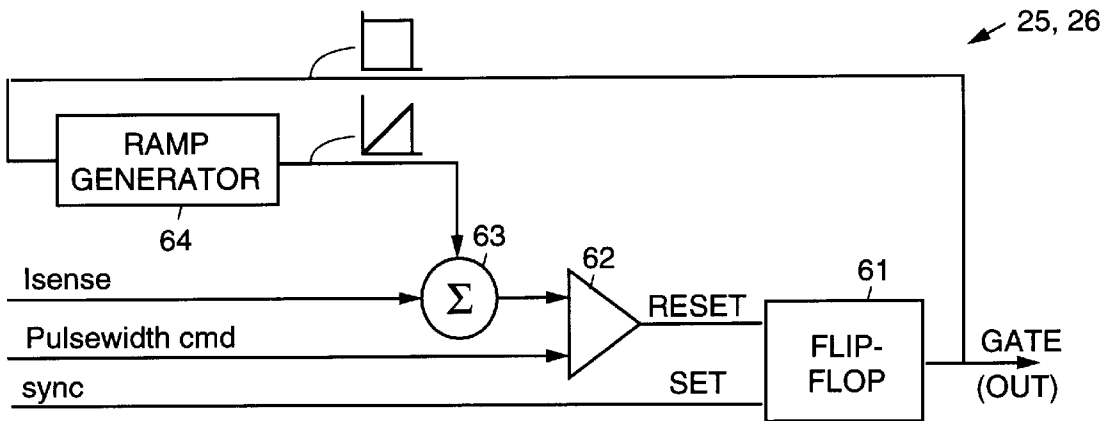 25, 26
RAMP
GENERATOR
64
63
62
61
Isense
Σ
RESET
Pulsewidth cmd
FLIP-
FLOP
GATE
(OUT)
sync
SET